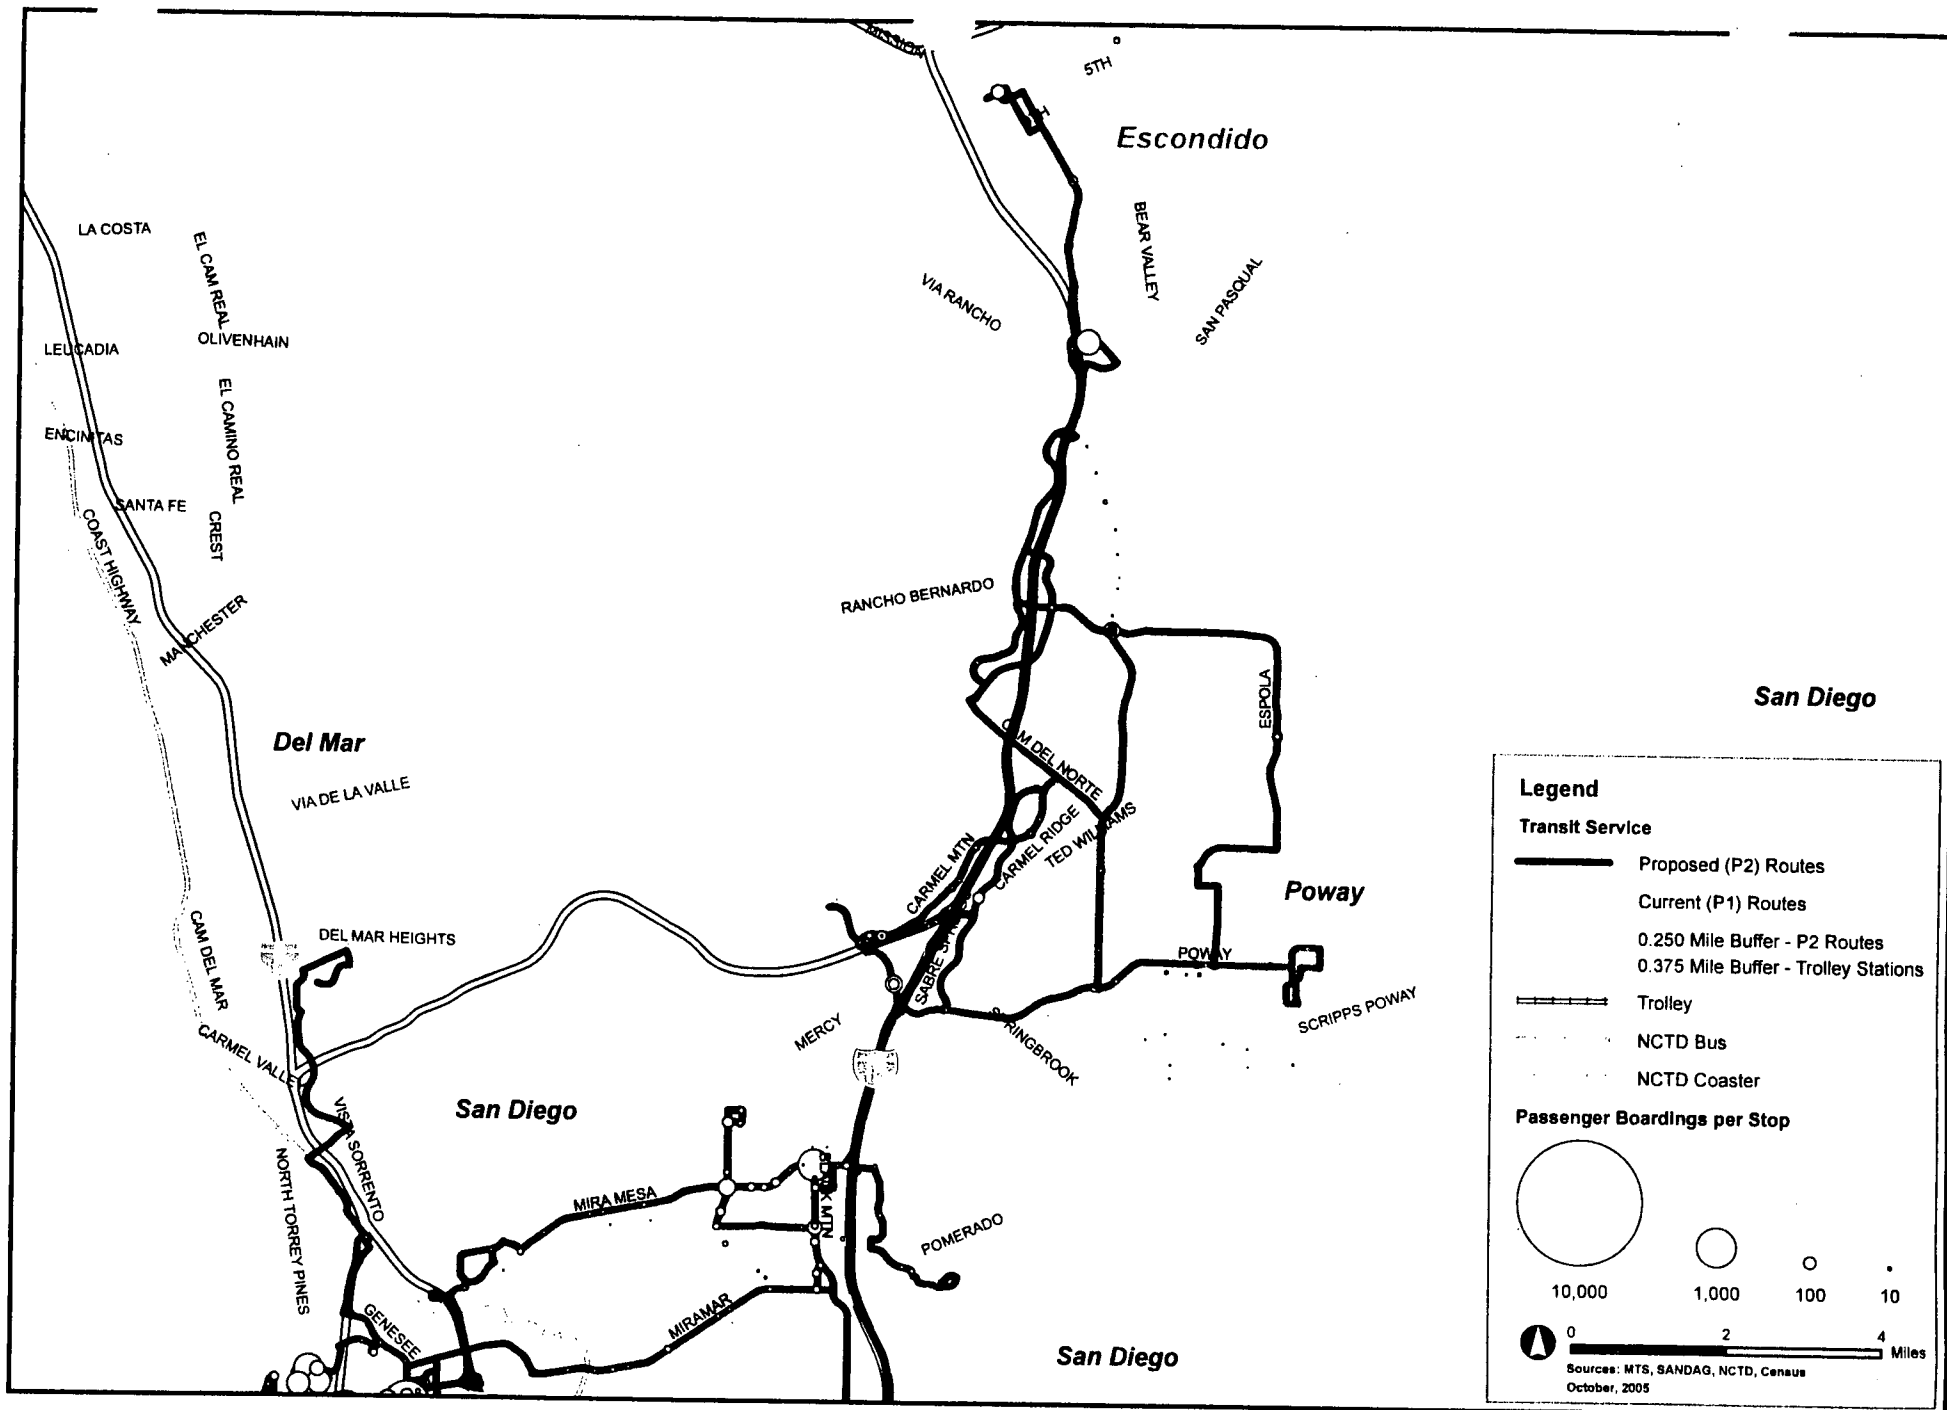 MISSION
5TH
Escondido
LA COSTA
EL CAM REAL
BEAR VALLEY
SAN PASQUAL
VIA RANCHO
LEUCADIA
OLIVENHAIN
EL CAMINO REAL
ENCINITAS
SANTA FE
CREST
COAST HIGHWAY
RANCHO BERNARDO
MANCHESTER
ESPOLA
San Diego
Del Mar
CAM DEL NORTE
VIA DE LA VALLE
CARMEL RIDGE
TED WILLIAMS
CARMEL MTN
Poway
CAM DEL MAR
DEL MAR HEIGHTS
POWAY
MERCY
SPRINGBROOK
SCRIPPS POWAY
CARMEL VALLE
San Diego
VISTA SORRENTO
NORTH TORREY PINES
MIRA MESA
POMERADO
GENESEE
MIRAMAR
San Diego
Legend
Transit Service
Proposed (P2) Routes
Current (P1) Routes
0.250 Mile Buffer - P2 Routes
0.375 Mile Buffer - Trolley Stations
Trolley
NCTD Bus
NCTD Coaster
Passenger Boardings per Stop
10,000 1,000 100 10
0 2 4
Miles
Sources: MTS, SANDAG, NCTD, Census
October, 2005